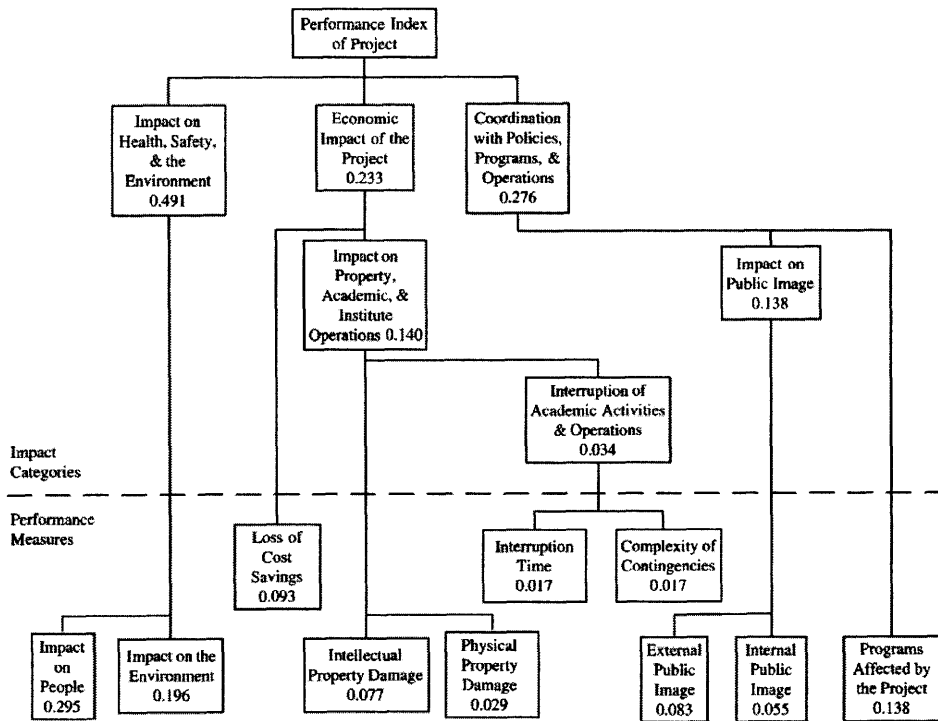 Performance Index
of Project
Impact on
Health, Safety,
& the
Environment
0.491
Economic
Impact of the
Project
0.233
Coordination
with Policies,
Programs, &
Operations
0.276
Impact on
Property,
Academic, &
Institute
Operations 0.140
Impact on
Public Image
0.138
Interruption of
Academic Activities
& Operations
0.034
Impact
Categories
Performance
Measures
Loss of
Cost
Savings
0.093
Interruption
Time
0.017
Complexity of
Contingencies
0.017
Impact
on
People
0.295
Impact on the
Environment
0.196
Intellectual
Property Damage
0.077
Physical
Property
Damage
0.029
External
Public
Image
0.083
Internal
Public
Image
0.055
Programs
Affected by
the Project
0.138